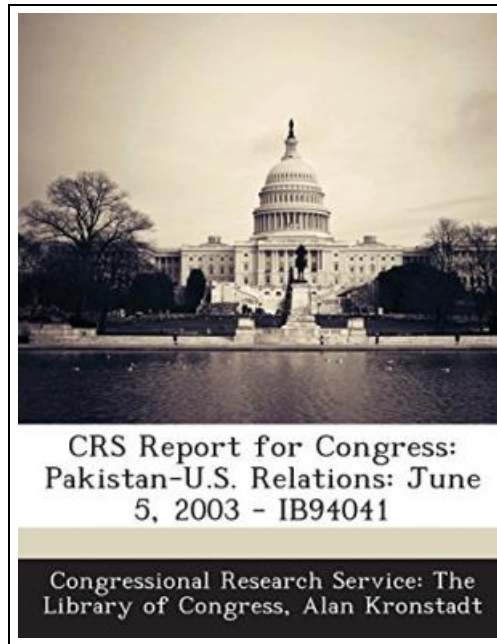 CRS Report for Congress:
Pakistan-U.S. Relations: June
5, 2003 - IB94041
Congressional Research Service: The
Library of Congress, Alan Kronstadt